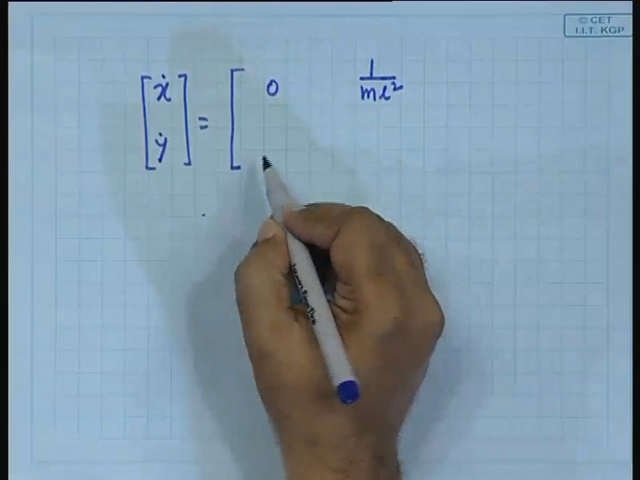 © CET
I.I.T. KGP
[ẋ ẏ] = [ 0 1/ml²